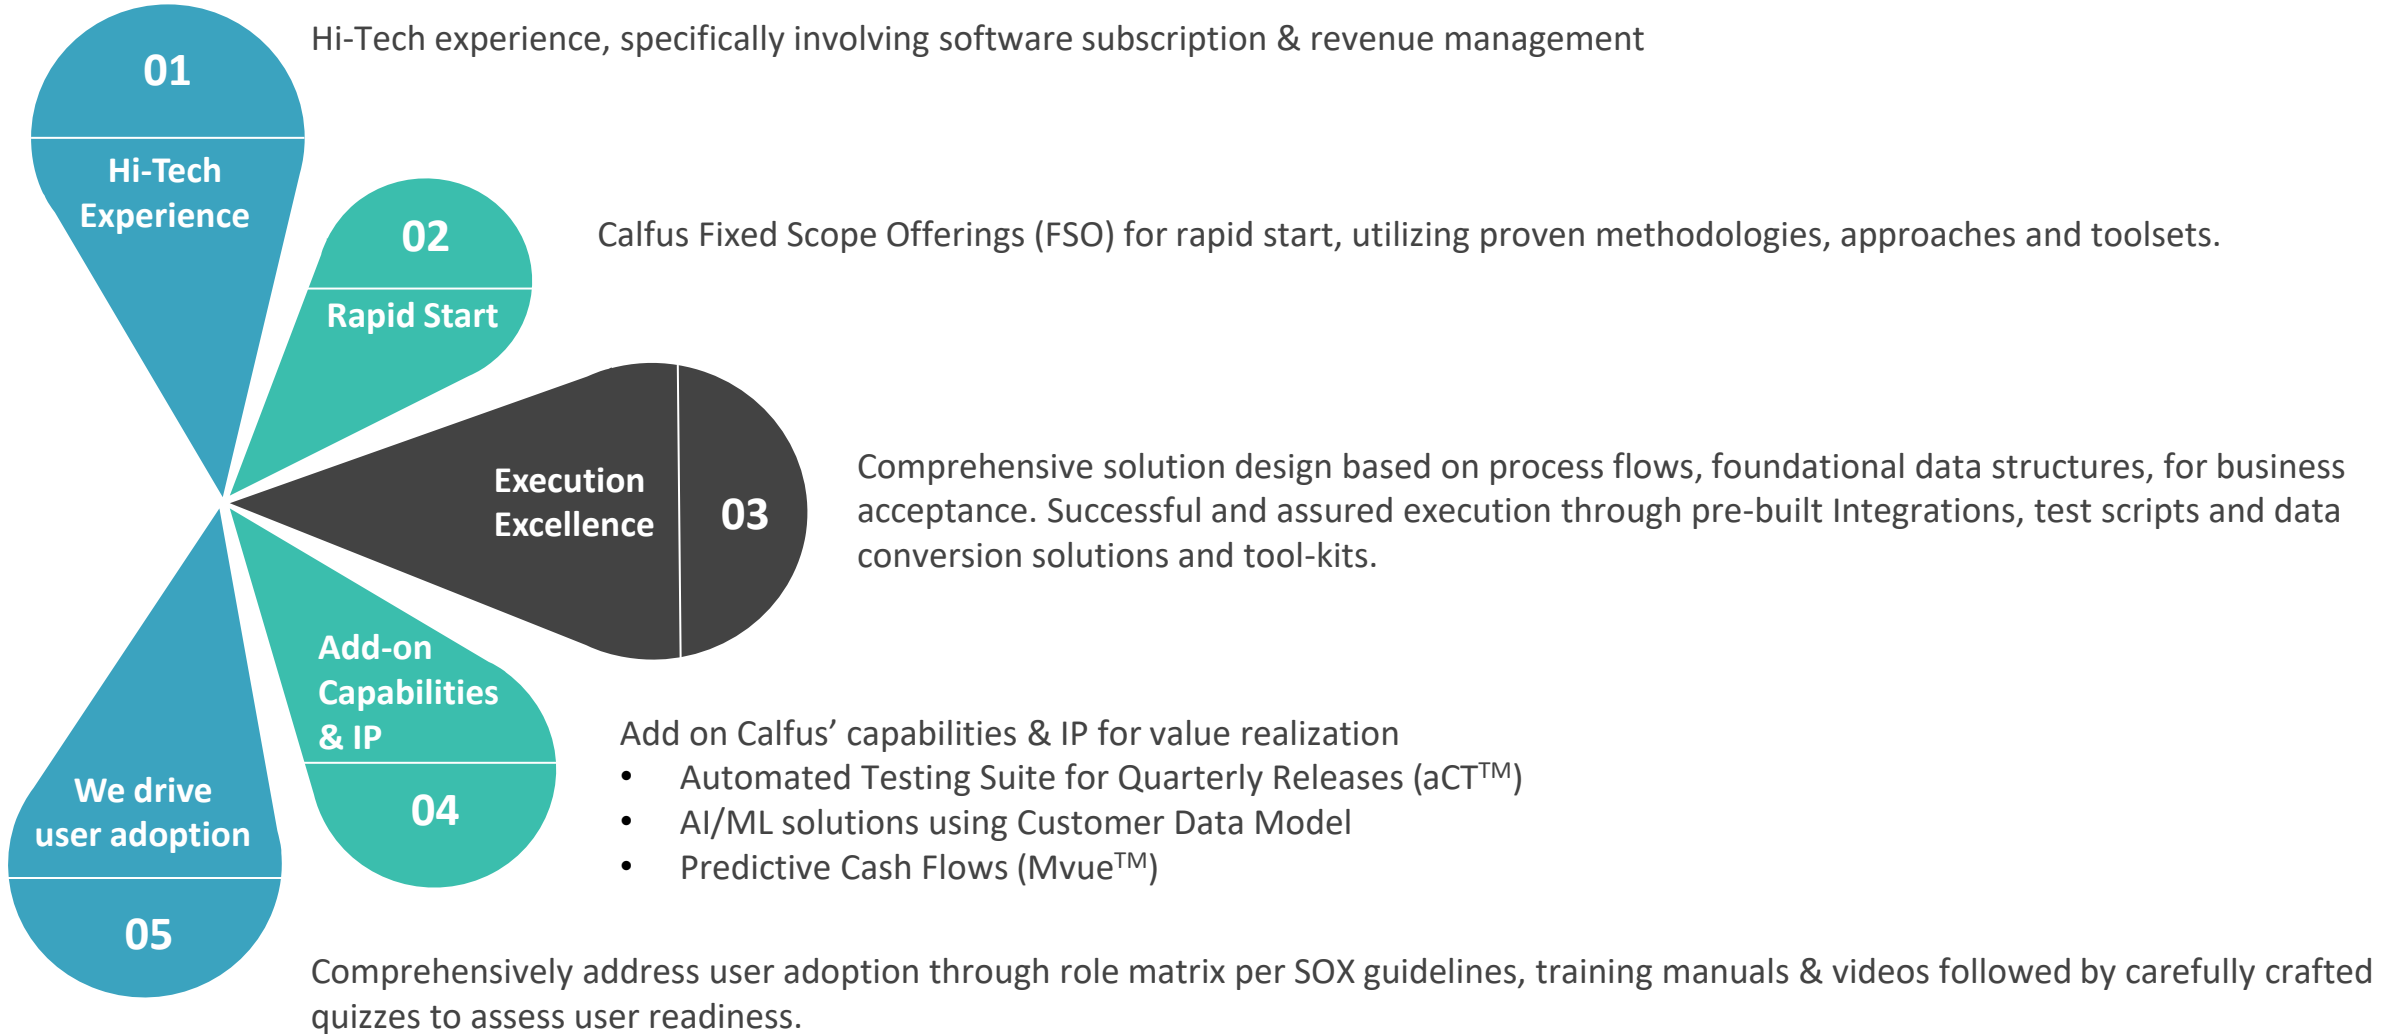 01
Hi-Tech
Experience
Hi-Tech experience, specifically involving software subscription & revenue management
02
Rapid Start
Calfus Fixed Scope Offerings (FSO) for rapid start, utilizing proven methodologies, approaches and toolsets.
Execution
Excellence
03
Comprehensive solution design based on process flows, foundational data structures, for business
acceptance. Successful and assured execution through pre-built Integrations, test scripts and data
conversion solutions and tool-kits.
Add-on
Capabilities
& IP
04
Add on Calfus’ capabilities & IP for value realization
• Automated Testing Suite for Quarterly Releases (aCT™)
• AI/ML solutions using Customer Data Model
• Predictive Cash Flows (Mvue™)
We drive
user adoption
05
Comprehensively address user adoption through role matrix per SOX guidelines, training manuals & videos followed by carefully crafted
quizzes to assess user readiness.